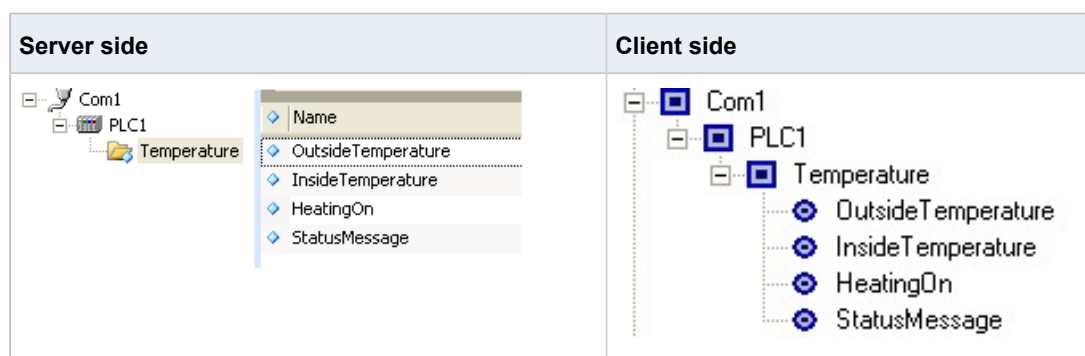 Server side
Client side
Com1
PLC1
Temperature
Name
OutsideTemperature
InsideTemperature
HeatingOn
StatusMessage
Com1
PLC1
Temperature
OutsideTemperature
InsideTemperature
HeatingOn
StatusMessage